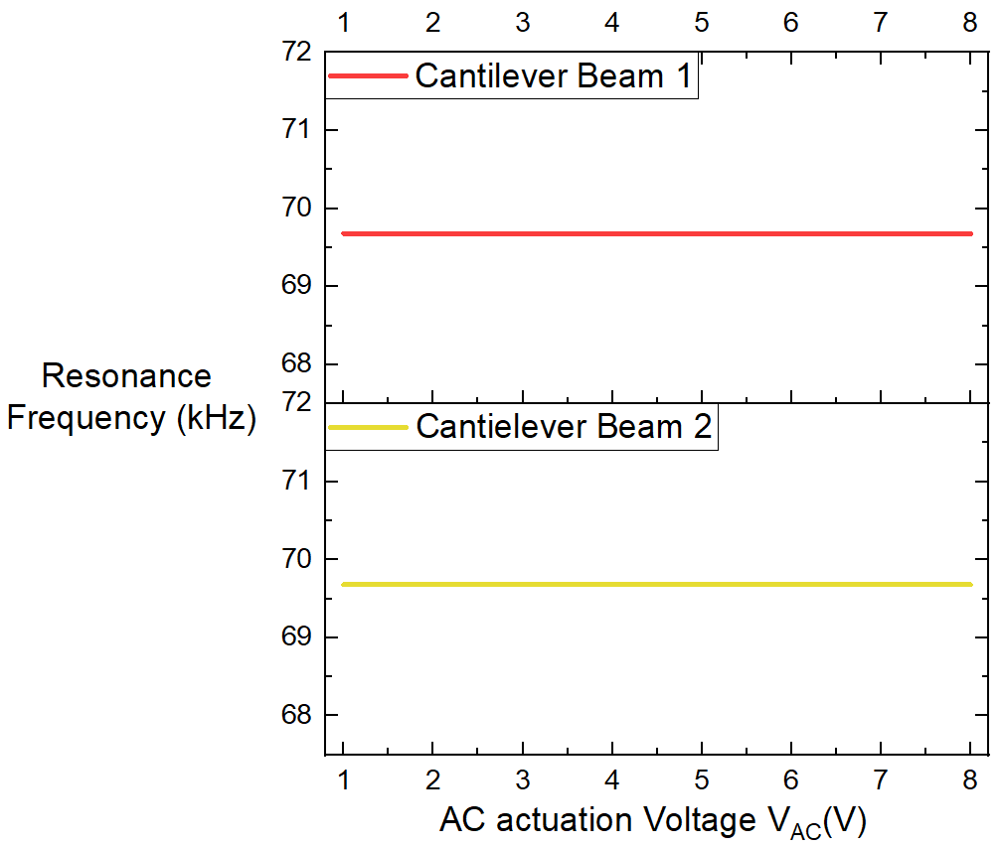 1 2 3 4 5 6 7 8
72
Cantilever Beam 1
71
70
69
68
Resonance
Frequency (kHz)
72
Cantielever Beam 2
71
70
69
68
1 2 3 4 5 6 7 8
AC actuation Voltage VAC(V)